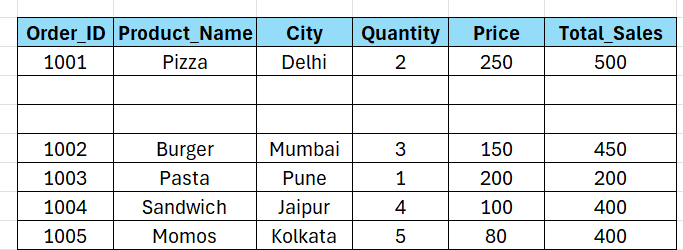 Order_ID Product_Name City Quantity Price Total_Sales
1001 Pizza Delhi 2 250 500
1002 Burger Mumbai 3 150 450
1003 Pasta Pune 1 200 200
1004 Sandwich Jaipur 4 100 400
1005 Momos Kolkata 5 80 400